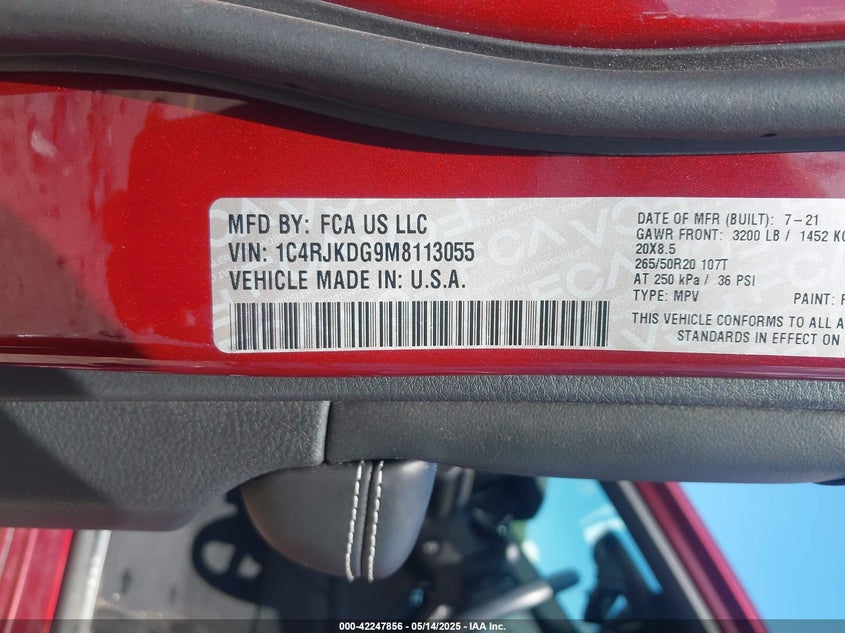 MFD BY: FCA US LLC
VIN: 1C4RJKDG9M8113055
VEHICLE MADE IN: U.S.A.
DATE OF MFR (BUILT): 7-21
GAWR FRONT: 3200 LB / 1452 KG
20X8.5
265/50R20 107T
AT 250 kPa / 36 PSI
TYPE: MPV PAINT: P
THIS VEHICLE CONFORMS TO ALL A
STANDARDS IN EFFECT ON
000-42247856 - 05/14/2025 - IAA Inc.